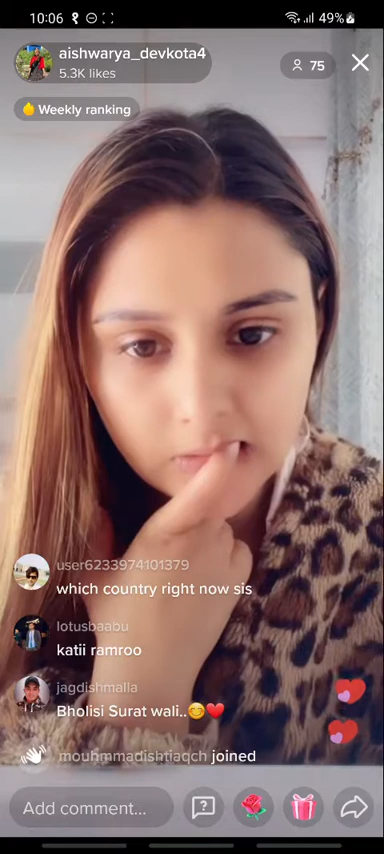 10:06
49%
aishwarya_devkota4
5.3K likes
75
Weekly ranking
user6233974101379
which country right now sis
lotusbaabu
katii ramroo
jagdishmalla
Bholisi Surat wali..😊❤️
mouhmmadishtiaqch joined
Add comment...